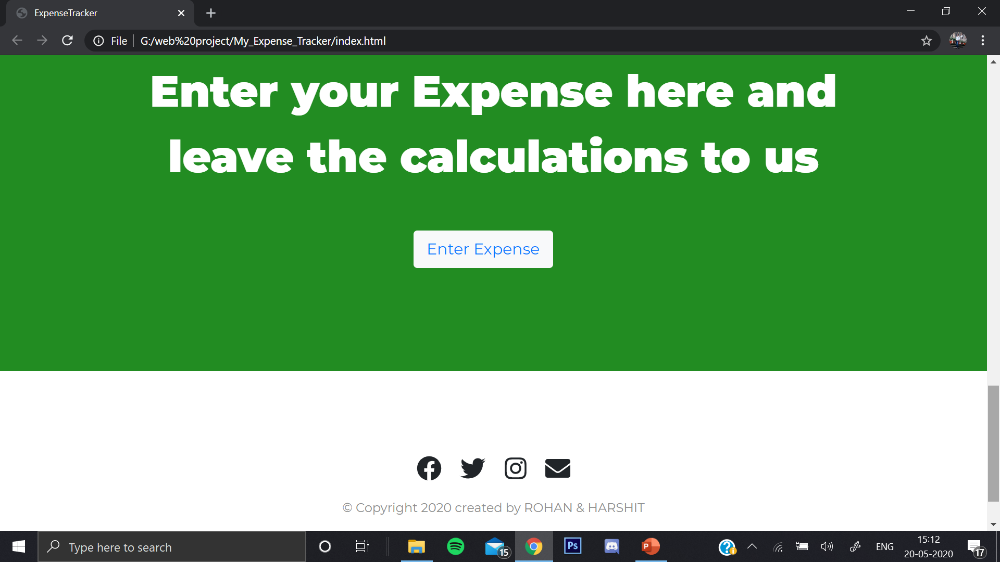 ExpenseTracker
File G:/web%20project/My_Expense_Tracker/index.html
Enter your Expense here and
leave the calculations to us
Enter Expense
© Copyright 2020 created by ROHAN & HARSHIT
Type here to search
15
Ps
P
ENG
15:12
20-05-2020
17